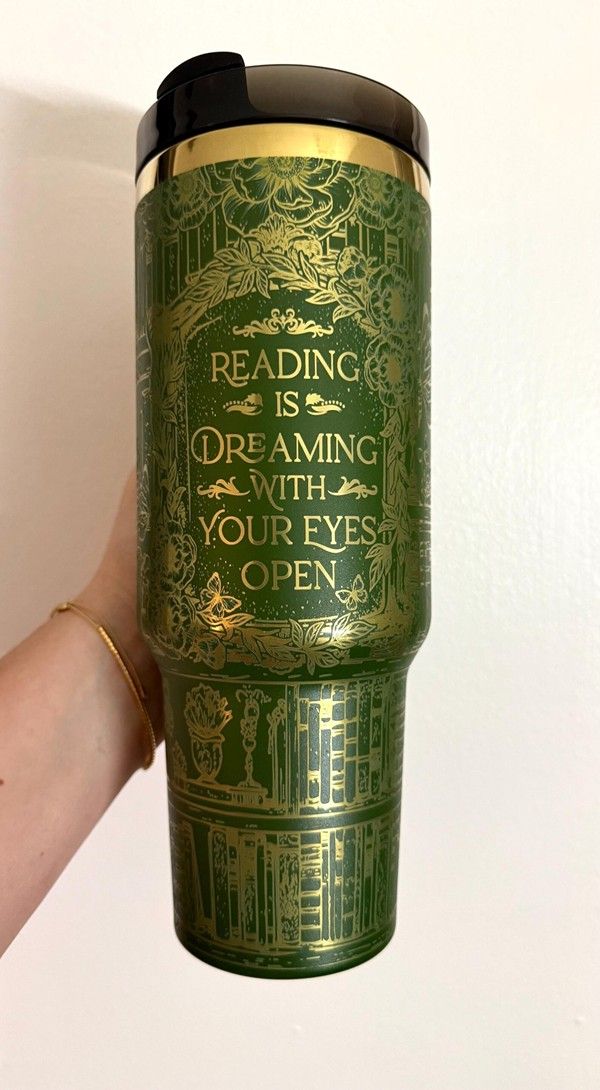 READING
IS
DREAMING
WITH
YOUR EYES
OPEN